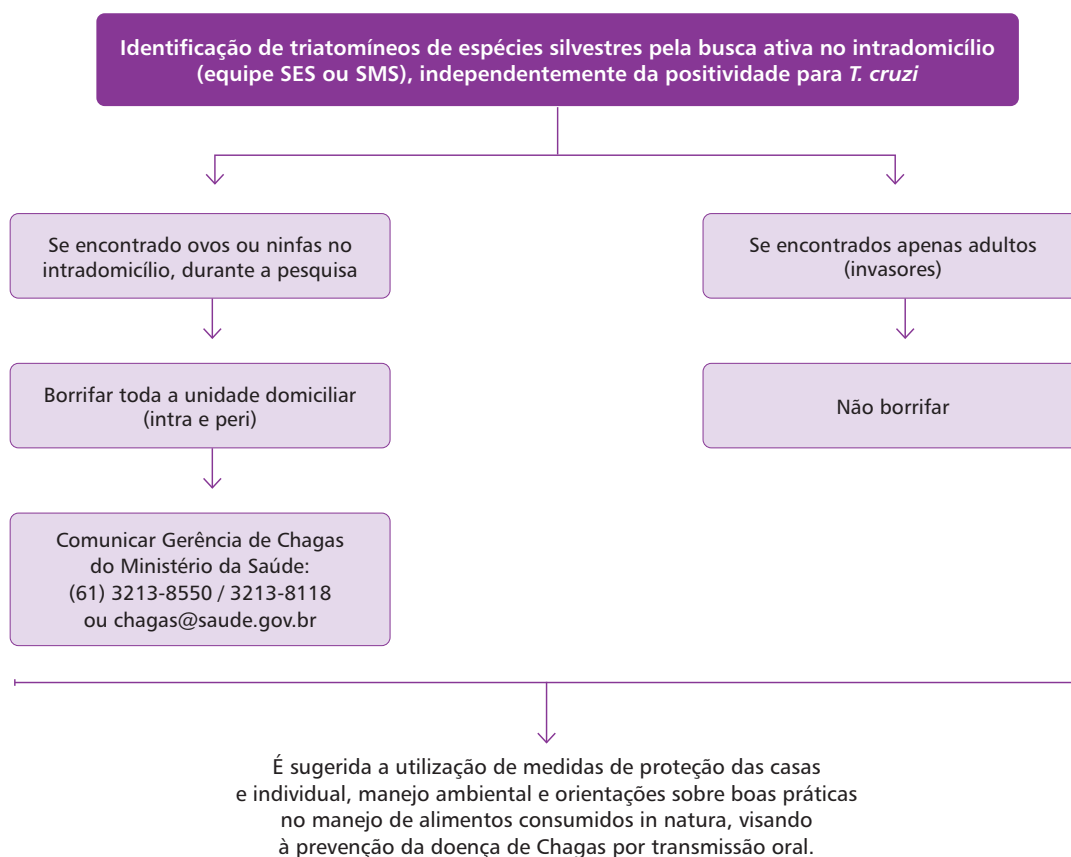 Identificação de triatomíneos de espécies silvestres pela busca ativa no intradomicílio
(equipe SES ou SMS), independentemente da positividade para T. cruzi
Se encontrado ovos ou ninfas no
intradomicílio, durante a pesquisa
Se encontrados apenas adultos
(invasores)
Borrifar toda a unidade domiciliar
(intra e peri)
Não borrifar
Comunicar Gerência de Chagas
do Ministério da Saúde:
(61) 3213-8550 / 3213-8118
ou chagas@saude.gov.br
É sugerida a utilização de medidas de proteção das casas
e individual, manejo ambiental e orientações sobre boas práticas
no manejo de alimentos consumidos in natura, visando
à prevenção da doença de Chagas por transmissão oral.